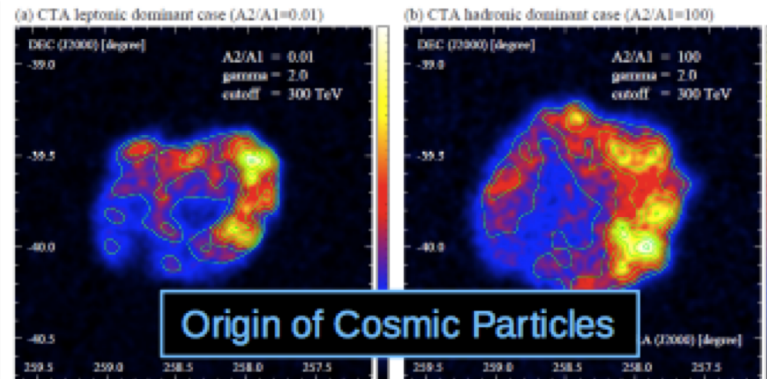 (a) CTA leptonic dominant case (A2/A1=0.01)
DEC (J2000) [degree]
A2/A1 = 0.01
gamma = 2.0
cutoff = 300 TeV
-39.0
-39.5
-40.0
-40.5
259.5 259.0 258.5 258.0 257.5
(b) CTA hadronic dominant case (A2/A1=100)
DEC (J2000) [degree]
A2/A1 = 100
gamma = 2.0
cutoff = 300 TeV
-39.0
-39.5
-40.0
A (J2000) [degree]
259.5 259.0 258.5 258.0 257.5
Origin of Cosmic Particles